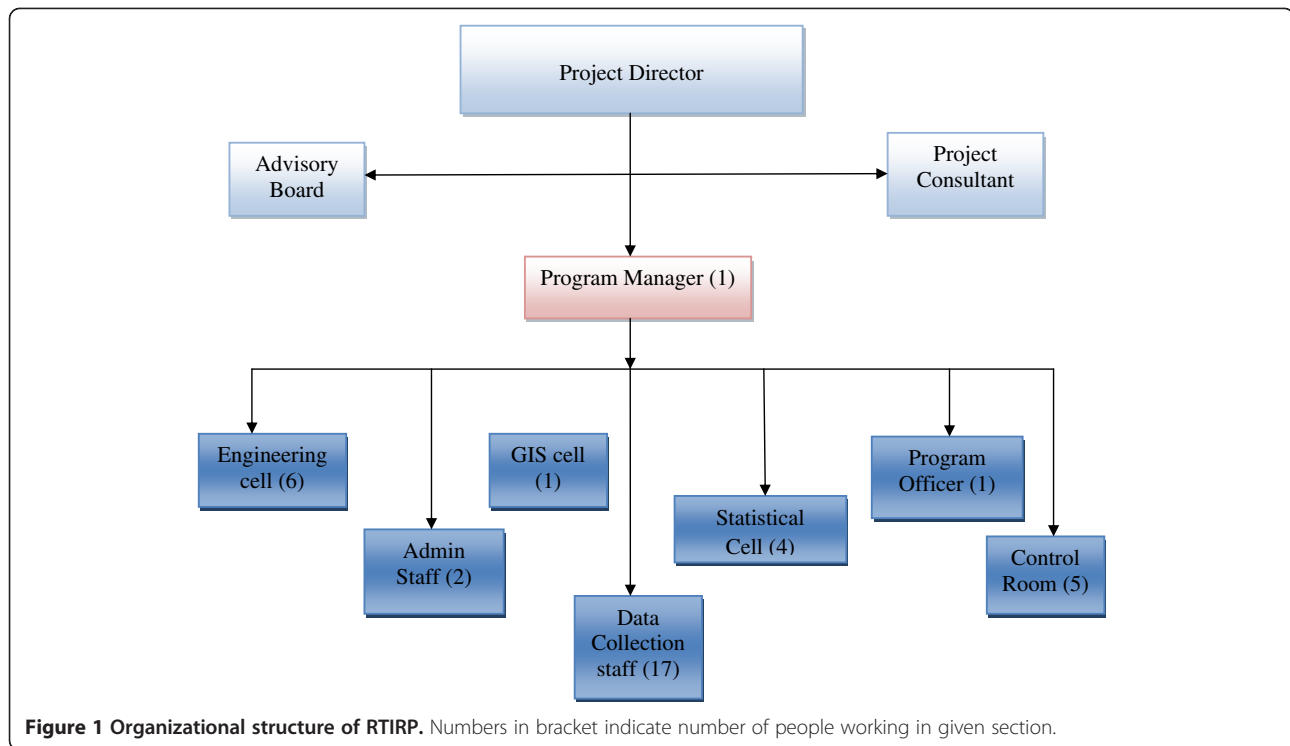 Project Director
Advisory
Board
Project
Consultant
Program Manager (1)
Engineering
cell (6)
GIS cell
(1)
Program
Officer (1)
Statistical
Cell (4)
Admin
Staff (2)
Control
Room (5)
Data
Collection
staff (17)
Figure 1 Organizational structure of RTIRP. Numbers in bracket indicate number of people working in given section.